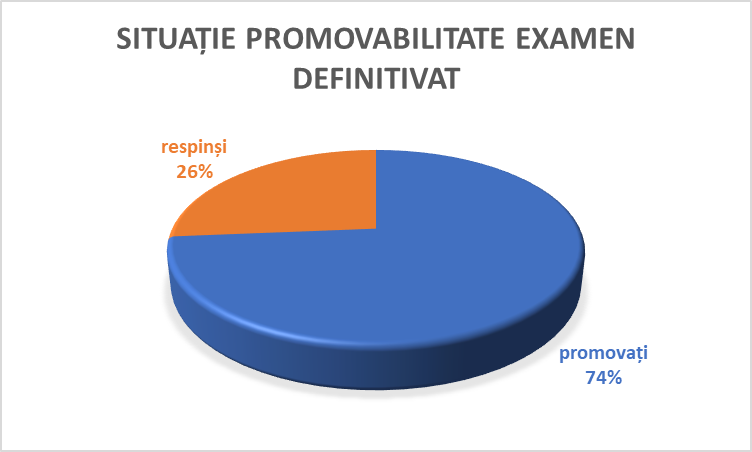 SITUAȚIE PROMOVABILITATE EXAMEN
DEFINITIVAT
respinși
26%
promovați
74%